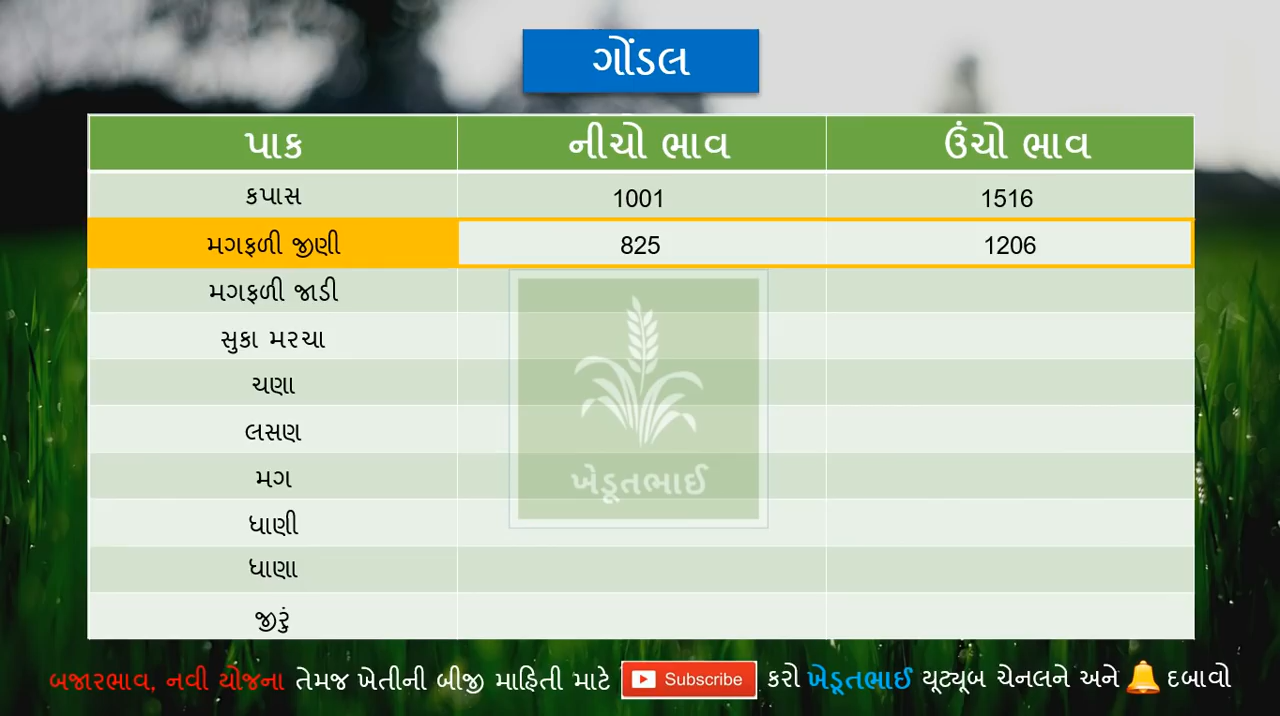 ગોંડલ
પાક નીચો ભાવ ઉંચો ભાવ
કપાસ 1001 1516
મગફળી જીણી 825 1206
મગફળી જાડી
સુકા મરચા
ચણા
લસણ
મગ
ધાણી
ધાણા
જીરું
ખેડૂતભાઈ
બજારભાવ, નવી યોજના તેમજ ખેતીની બીજી માહિતી માટે Subscribe કરો ખેડૂતભાઈ યૂટ્યૂબ ચેનલને અને દબાવો